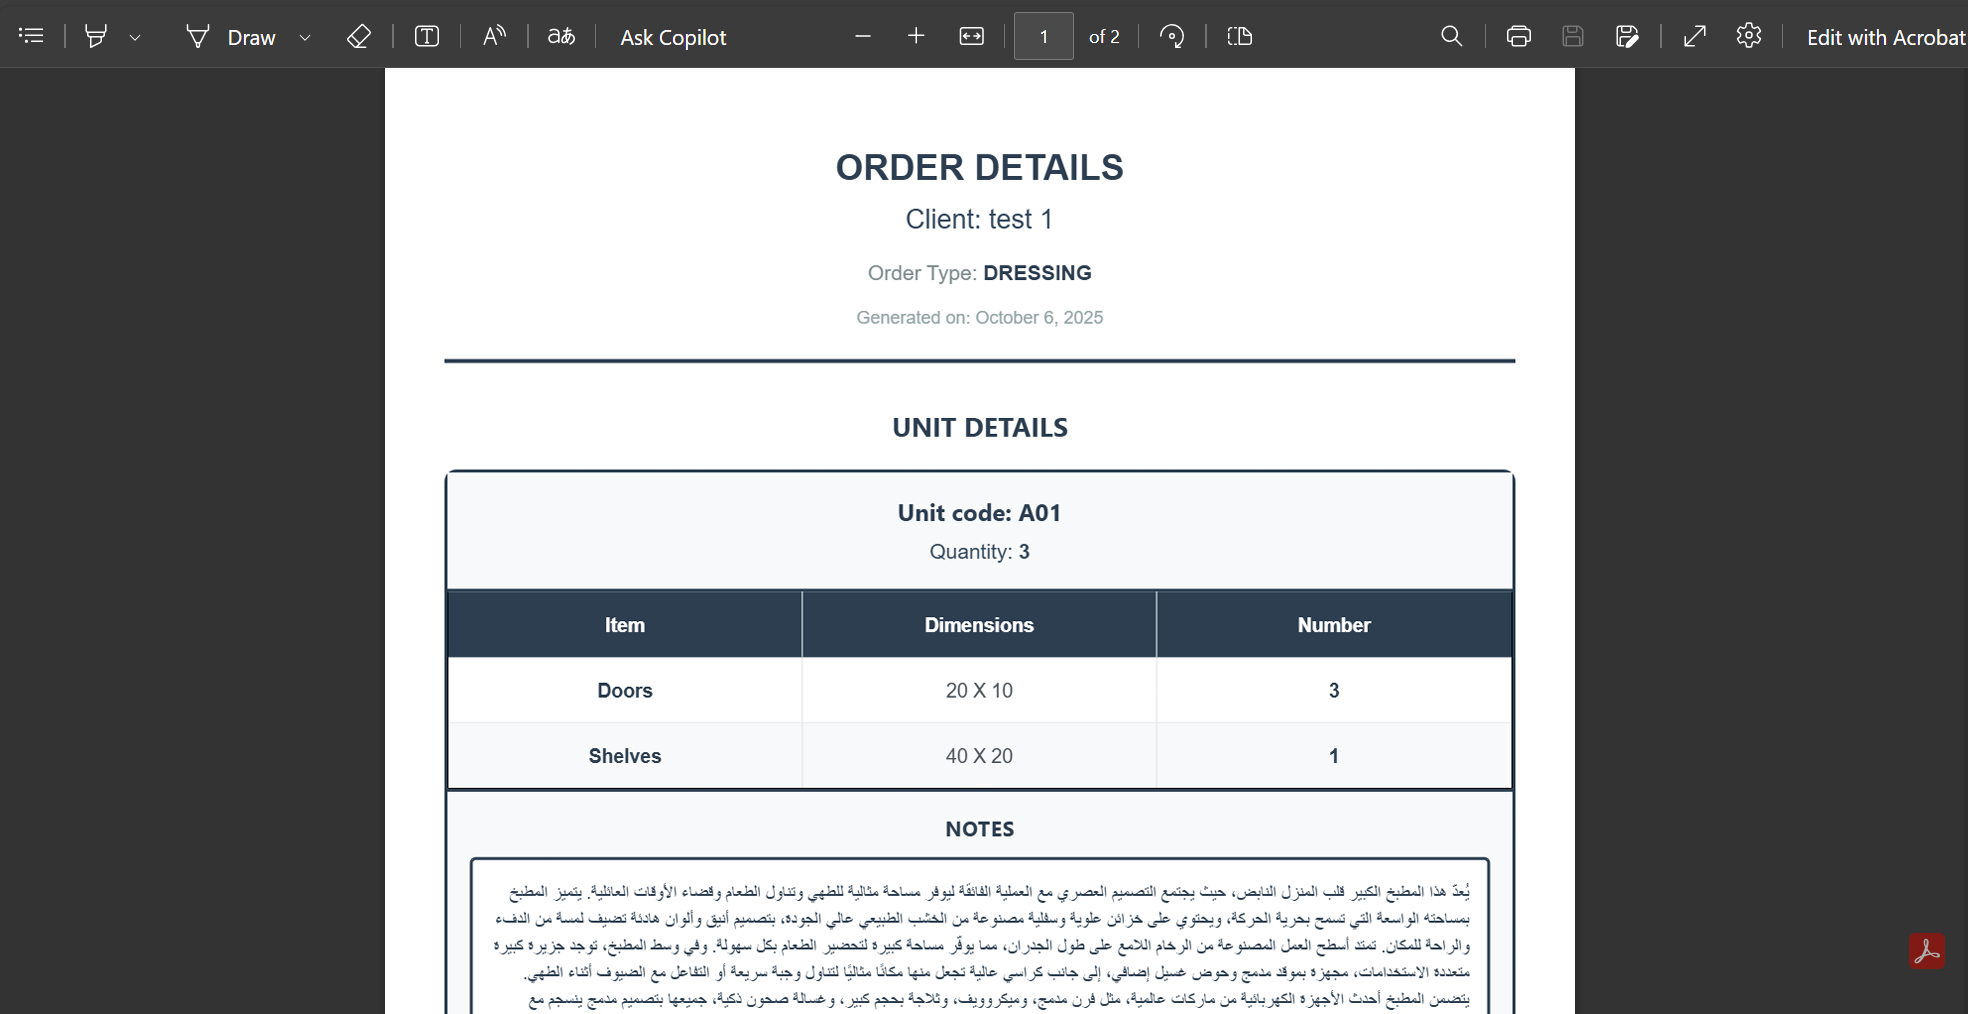 Draw
Ask Copilot
1 of 2
Edit with Acrobat
ORDER DETAILS
Client: test 1
Order Type: DRESSING
Generated on: October 6, 2025
UNIT DETAILS
Unit code: A01
Quantity: 3
Item Dimensions Number
Doors 20 X 10 3
Shelves 40 X 20 1
NOTES
يُعدّ هذا المطبخ الكبير قلب المنزل النابض، حيث يجتمع التصميم العصري مع العملية الفائقة ليوفر مساحة مثالية للطهي وتناول الطعام وقضاء الأوقات العائلية. يتميز المطبخ
بمساحته الواسعة التي تسمح بحرية الحركة، ويحتوي على خزائن علوية وسفلية مصنوعة من الخشب الطبيعي عالي الجودة، بتصميم أنيق وألوان هادئة تضيف لمسة من الدفء
والراحة للمكان. تمتد أسطح العمل المصنوعة من الرخام اللامع على طول الجدران، مما يوفّر مساحة كبيرة لتحضير الطعام بكل سهولة. وفي وسط المطبخ، توجد جزيرة كبيرة
متعددة الاستخدامات، مجهزة بموقد مدمج وحوض غسيل إضافي، إلى جانب كراسي عالية تجعل منها مكانًا مثاليًا لتناول وجبة سريعة أو التفاعل مع الضيوف أثناء الطهي.
يتضمن المطبخ أحدث الأجهزة الكهربائية من ماركات عالمية، مثل فرن مدمج، وميكروويف، وثلاجة بحجم كبير، وغسالة صحون ذكية، جميعها بتصميم مدمج ينسجم مع